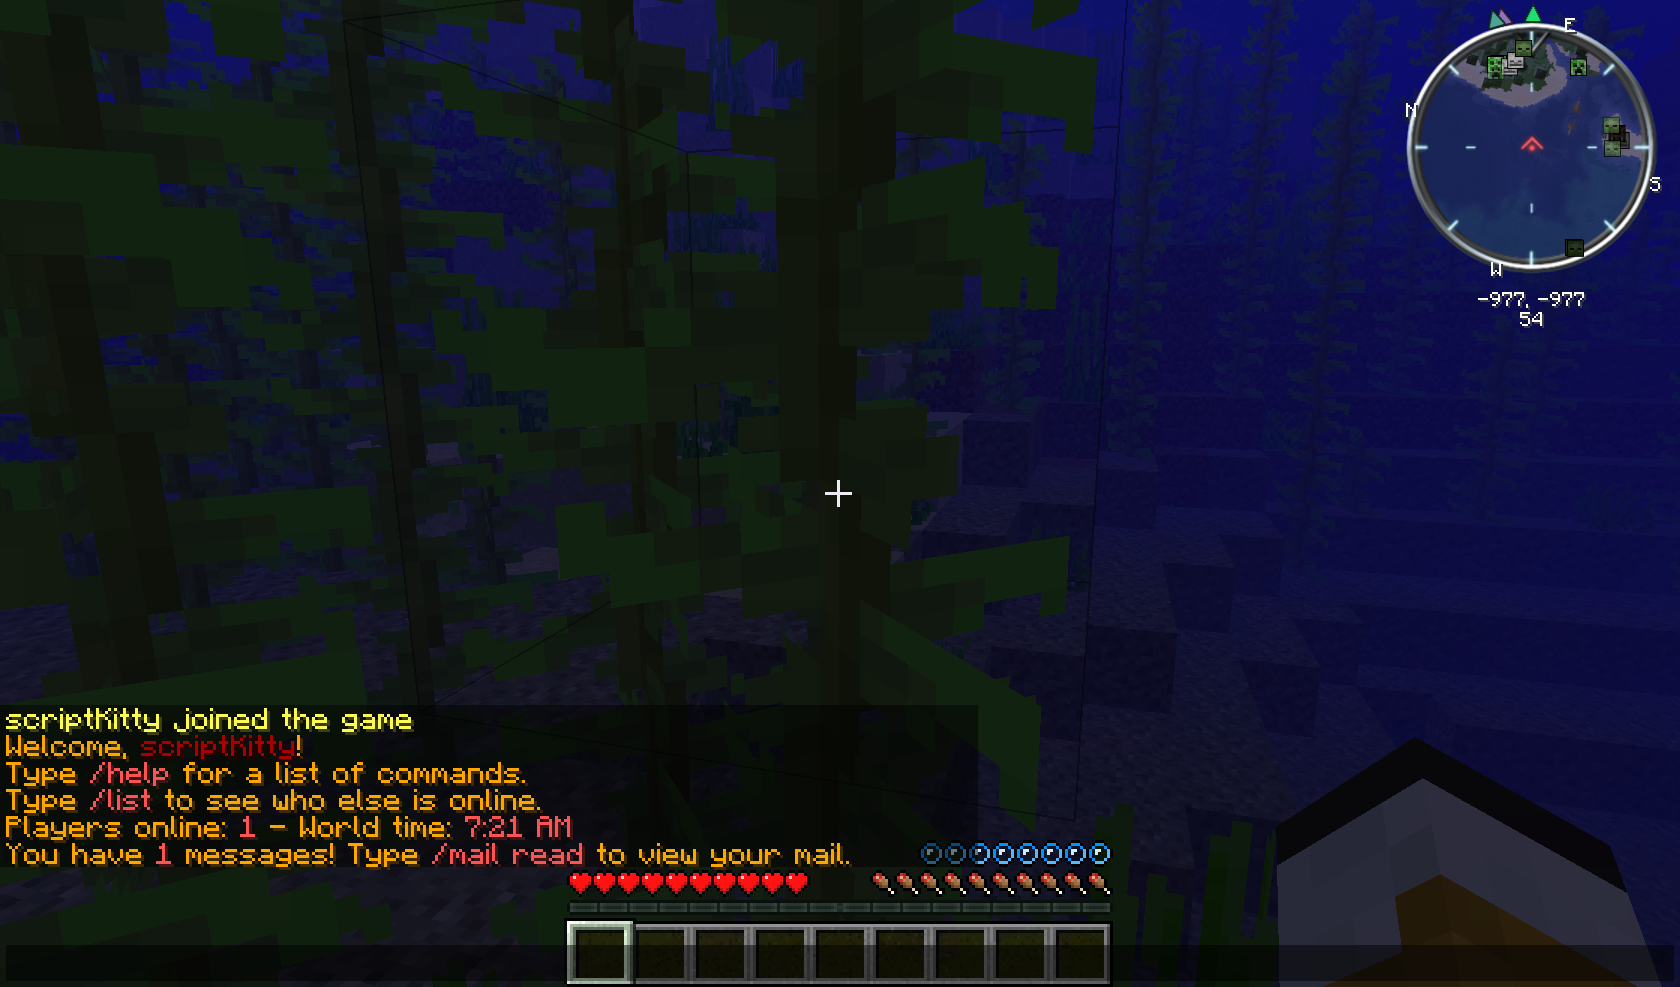 E
N
S
W
-977, -977
54
scriptKitty joined the game
Welcome, scriptKitty!
Type /help for a list of commands.
Type /list to see who else is online.
Players online: 1 - World time: 7:21 AM
You have 1 messages! Type /mail read to view your mail.